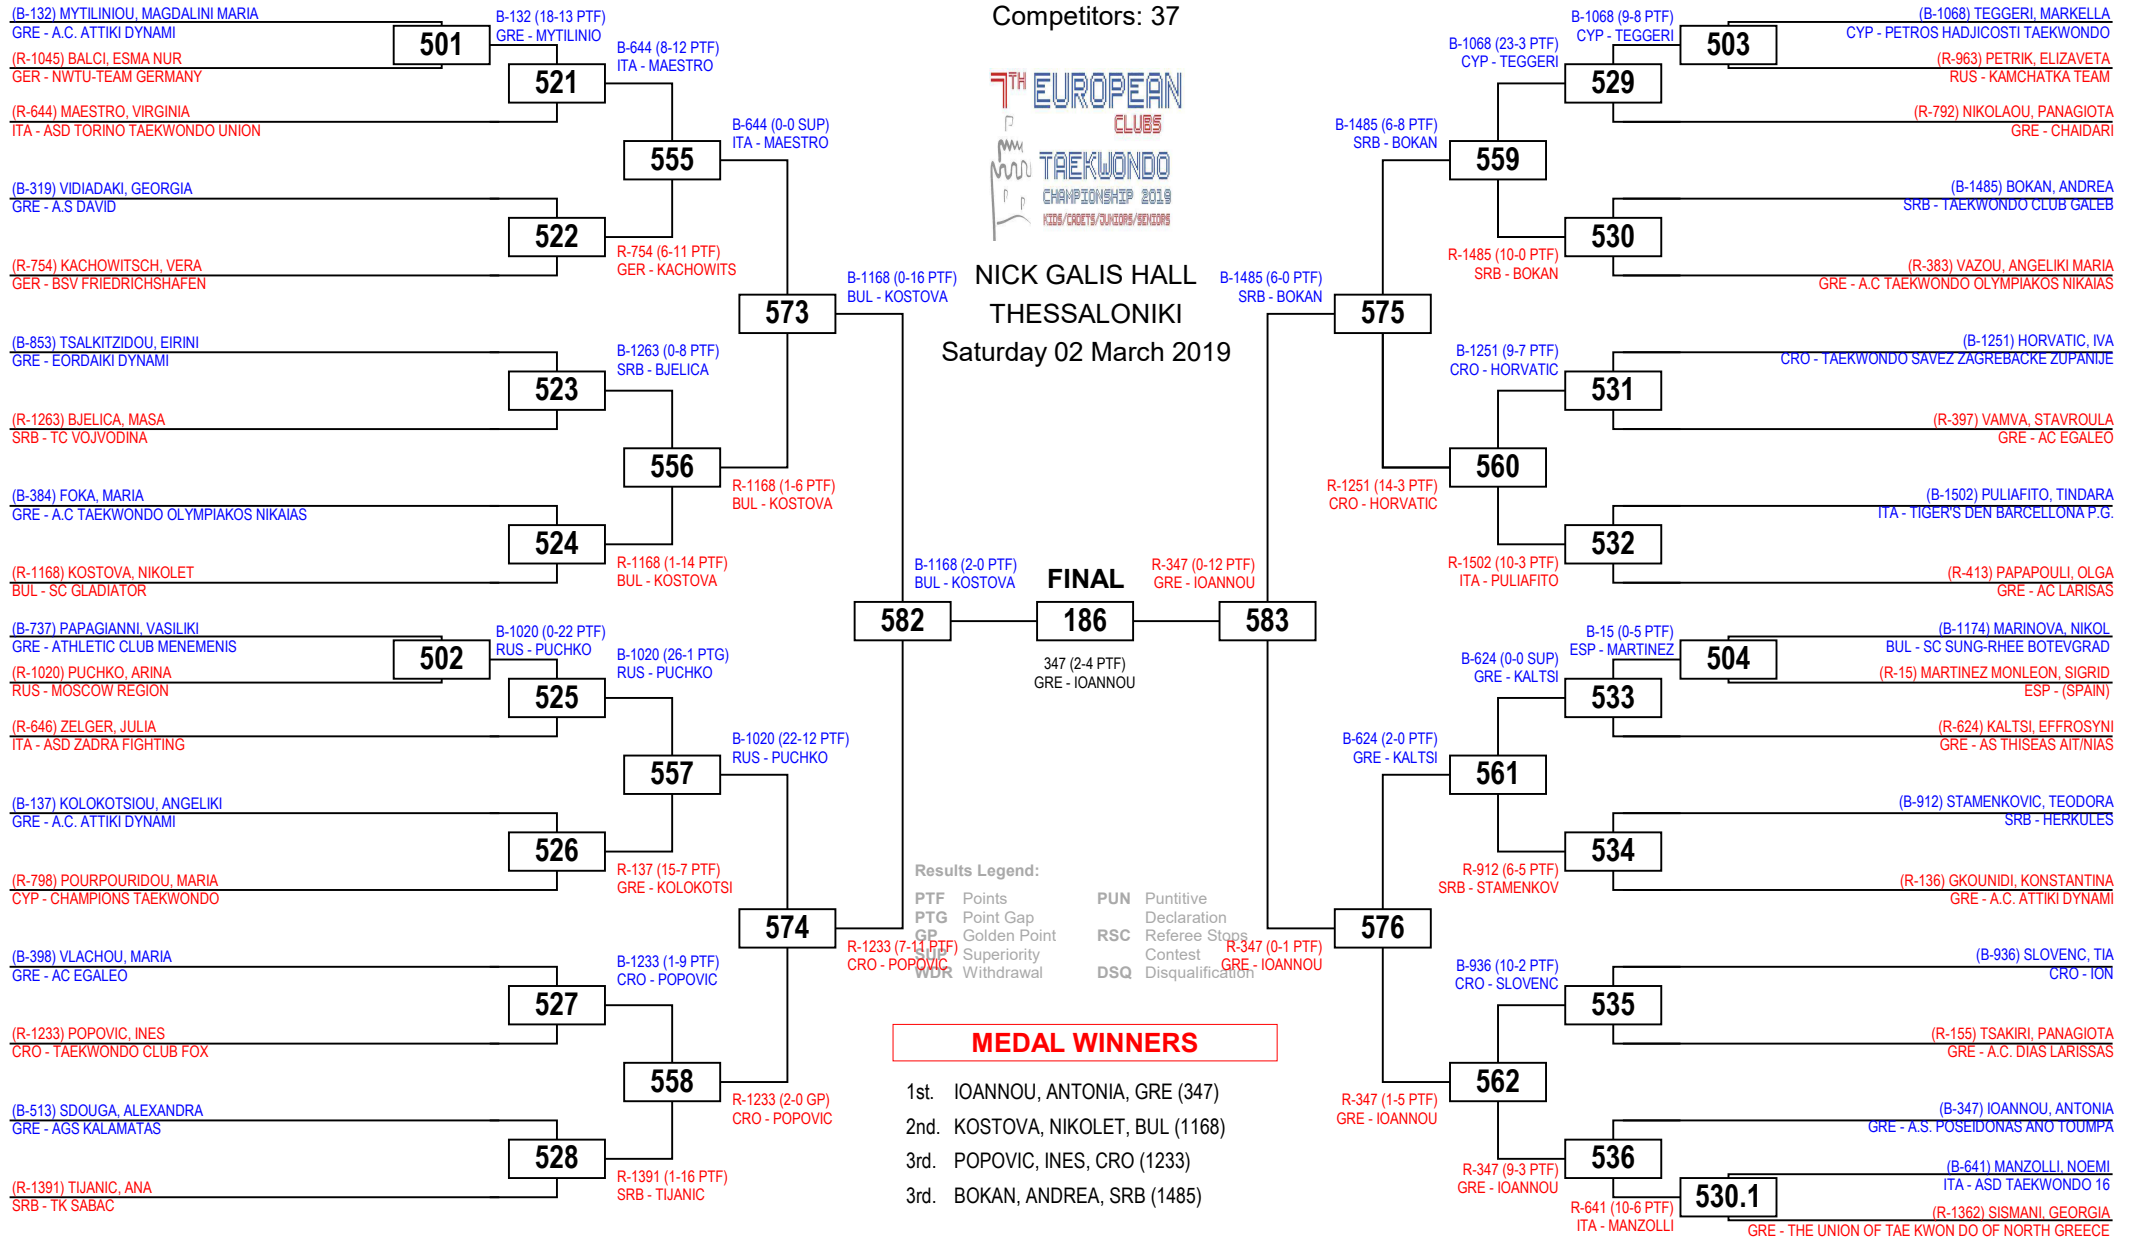 (B-132) MYTILINIOU, MAGDALINI MARIA
GRE - A.C. ATTIKI DYNAMI
(R-1045) BALCI, ESMA NUR
GER - NWTU-TEAM GERMANY
501
B-132 (18-13 PTF)
GRE - MYTILINIO
(R-644) MAESTRO, VIRGINIA
ITA - ASD TORINO TAEKWONDO UNION
521
B-644 (8-12 PTF)
ITA - MAESTRO
(B-319) VIDIADAKI, GEORGIA
GRE - A.S DAVID
(R-754) KACHOWITSCH, VERA
GER - BSV FRIEDRICHSHAFEN
522
R-754 (6-11 PTF)
GER - KACHOWITS
555
B-644 (0-0 SUP)
ITA - MAESTRO
(B-853) TSALKITZIDOU, EIRINI
GRE - EORDAIKI DYNAMI
(R-1263) BJELICA, MASA
SRB - TC VOJVODINA
523
B-1263 (0-8 PTF)
SRB - BJELICA
(B-384) FOKA, MARIA
GRE - A.C TAEKWONDO OLYMPIAKOS NIKAIAS
(R-1168) KOSTOVA, NIKOLET
BUL - SC GLADIATOR
524
R-1168 (1-14 PTF)
BUL - KOSTOVA
556
R-1168 (1-6 PTF)
BUL - KOSTOVA
573
B-1168 (0-16 PTF)
BUL - KOSTOVA
(B-737) PAPAGIANNI, VASILIKI
GRE - ATHLETIC CLUB MENEMENIS
(R-1020) PUCHKO, ARINA
RUS - MOSCOW REGION
502
B-1020 (0-22 PTF)
RUS - PUCHKO
(R-646) ZELGER, JULIA
ITA - ASD ZADRA FIGHTING
525
B-1020 (26-1 PTG)
RUS - PUCHKO
(B-137) KOLOKOTSIOU, ANGELIKI
GRE - A.C. ATTIKI DYNAMI
(R-798) POURPOURIDOU, MARIA
CYP - CHAMPIONS TAEKWONDO
526
R-137 (15-7 PTF)
GRE - KOLOKOTSI
557
B-1020 (22-12 PTF)
RUS - PUCHKO
(B-398) VLACHOU, MARIA
GRE - AC EGALEO
(R-1233) POPOVIC, INES
CRO - TAEKWONDO CLUB FOX
527
B-1233 (1-9 PTF)
CRO - POPOVIC
(B-513) SDOUGA, ALEXANDRA
GRE - AGS KALAMATAS
(R-1391) TIJANIC, ANA
SRB - TK SABAC
528
R-1391 (1-16 PTF)
SRB - TIJANIC
558
R-1233 (2-0 GP)
CRO - POPOVIC
574
R-1233 (7-11 PTF)
CRO - POPOVIC
582
B-1168 (2-0 PTF)
BUL - KOSTOVA
Competitors: 37
7TH EUROPEAN
CLUBS
TAEKWONDO
CHAMPIONSHIP 2019
KIDS/CADETS/JUNIORS/SENIORS
NICK GALIS HALL
THESSALONIKI
Saturday 02 March 2019
FINAL
186
347 (2-4 PTF)
GRE - IOANNOU
Results Legend:
PTF Points
PTG Point Gap
GP Golden Point
SUP Superiority
WDR Withdrawal
PUN Puntitive
Declaration
RSC Referee Stops
Contest
DSQ Disqualification
MEDAL WINNERS
1st. IOANNOU, ANTONIA, GRE (347)
2nd. KOSTOVA, NIKOLET, BUL (1168)
3rd. POPOVIC, INES, CRO (1233)
3rd. BOKAN, ANDREA, SRB (1485)
R-347 (0-12 PTF)
GRE - IOANNOU
583
B-1485 (6-0 PTF)
SRB - BOKAN
575
B-1485 (6-8 PTF)
SRB - BOKAN
559
B-1068 (23-3 PTF)
CYP - TEGGERI
529
B-1068 (9-8 PTF)
CYP - TEGGERI
503
(B-1068) TEGGERI, MARKELLA
CYP - PETROS HADJICOSTI TAEKWONDO
(R-963) PETRIK, ELIZAVETA
RUS - KAMCHATKA TEAM
(R-792) NIKOLAOU, PANAGIOTA
GRE - CHAIDARI
R-1485 (10-0 PTF)
SRB - BOKAN
530
(B-1485) BOKAN, ANDREA
SRB - TAEKWONDO CLUB GALEB
(R-383) VAZOU, ANGELIKI MARIA
GRE - A.C TAEKWONDO OLYMPIAKOS NIKAIAS
R-1251 (14-3 PTF)
CRO - HORVATIC
560
B-1251 (9-7 PTF)
CRO - HORVATIC
531
(B-1251) HORVATIC, IVA
CRO - TAEKWONDO SAVEZ ZAGREBACKE ZUPANIJE
(R-397) VAMVA, STAVROULA
GRE - AC EGALEO
R-1502 (10-3 PTF)
ITA - PULIAFITO
532
(B-1502) PULIAFITO, TINDARA
ITA - TIGER'S DEN BARCELLONA P.G.
(R-413) PAPAPOULI, OLGA
GRE - AC LARISAS
R-347 (0-1 PTF)
GRE - IOANNOU
576
B-624 (2-0 PTF)
GRE - KALTSI
561
B-624 (0-0 SUP)
GRE - KALTSI
533
B-15 (0-5 PTF)
ESP - MARTINEZ
504
(B-1174) MARINOVA, NIKOL
BUL - SC SUNG-RHEE BOTEVGRAD
(R-15) MARTINEZ MONLEON, SIGRID
ESP - (SPAIN)
(R-624) KALTSI, EFFROSYNI
GRE - AS THISEAS AIT/NIAS
R-912 (6-5 PTF)
SRB - STAMENKOV
534
(B-912) STAMENKOVIC, TEODORA
SRB - HERKULES
(R-136) GKOUNIDI, KONSTANTINA
GRE - A.C. ATTIKI DYNAMI
R-347 (1-5 PTF)
GRE - IOANNOU
562
B-936 (10-2 PTF)
CRO - SLOVENC
535
(B-936) SLOVENC, TIA
CRO - ION
(R-155) TSAKIRI, PANAGIOTA
GRE - A.C. DIAS LARISSAS
R-347 (9-3 PTF)
GRE - IOANNOU
536
(B-347) IOANNOU, ANTONIA
GRE - A.S. POSEIDONAS ANO TOUMPA
R-641 (10-6 PTF)
ITA - MANZOLLI
530.1
(B-641) MANZOLLI, NOEMI
ITA - ASD TAEKWONDO 16
(R-1362) SISMANI, GEORGIA
GRE - THE UNION OF TAE KWON DO OF NORTH GREECE